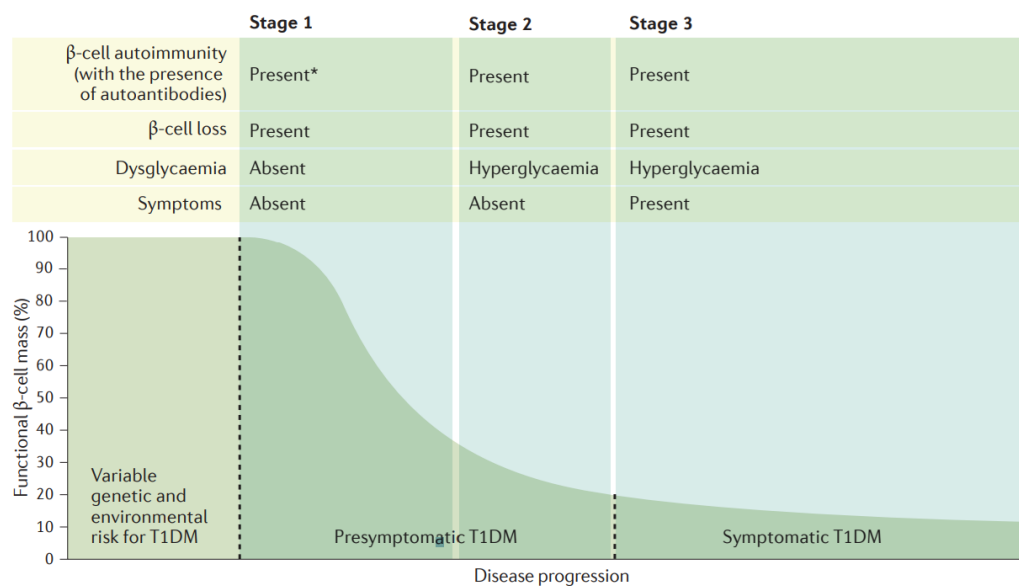 Stage 1 Stage 2 Stage 3
β-cell autoimmunity
(with the presence
of autoantibodies)
Present* Present Present
β-cell loss Present Present Present
Dysglycaemia Absent Hyperglycaemia Hyperglycaemia
Symptoms Absent Absent Present
Functional β-cell mass (%)
100
90
80
70
60
50
40
30
20
10
0
Variable
genetic and
environmental
risk for T1DM
Presymptomatic T1DM Symptomatic T1DM
Disease progression